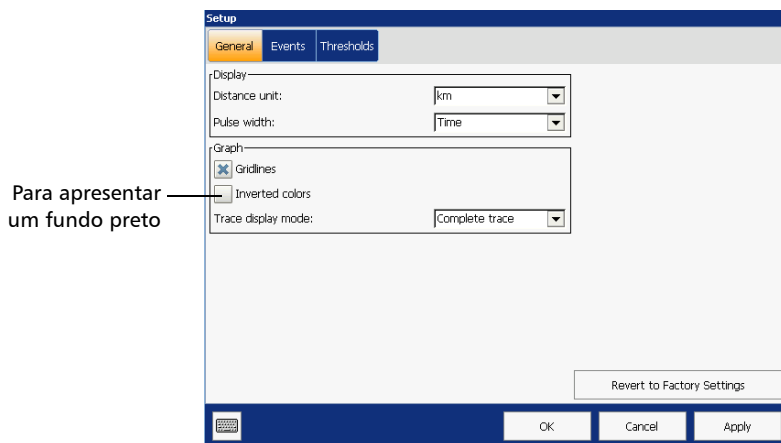 Setup
General Events Thresholds
Display
Distance unit: km
Pulse width: Time
Graph
Gridlines
Para apresentar
um fundo preto
Inverted colors
Trace display mode: Complete trace
Revert to Factory Settings
OK Cancel Apply